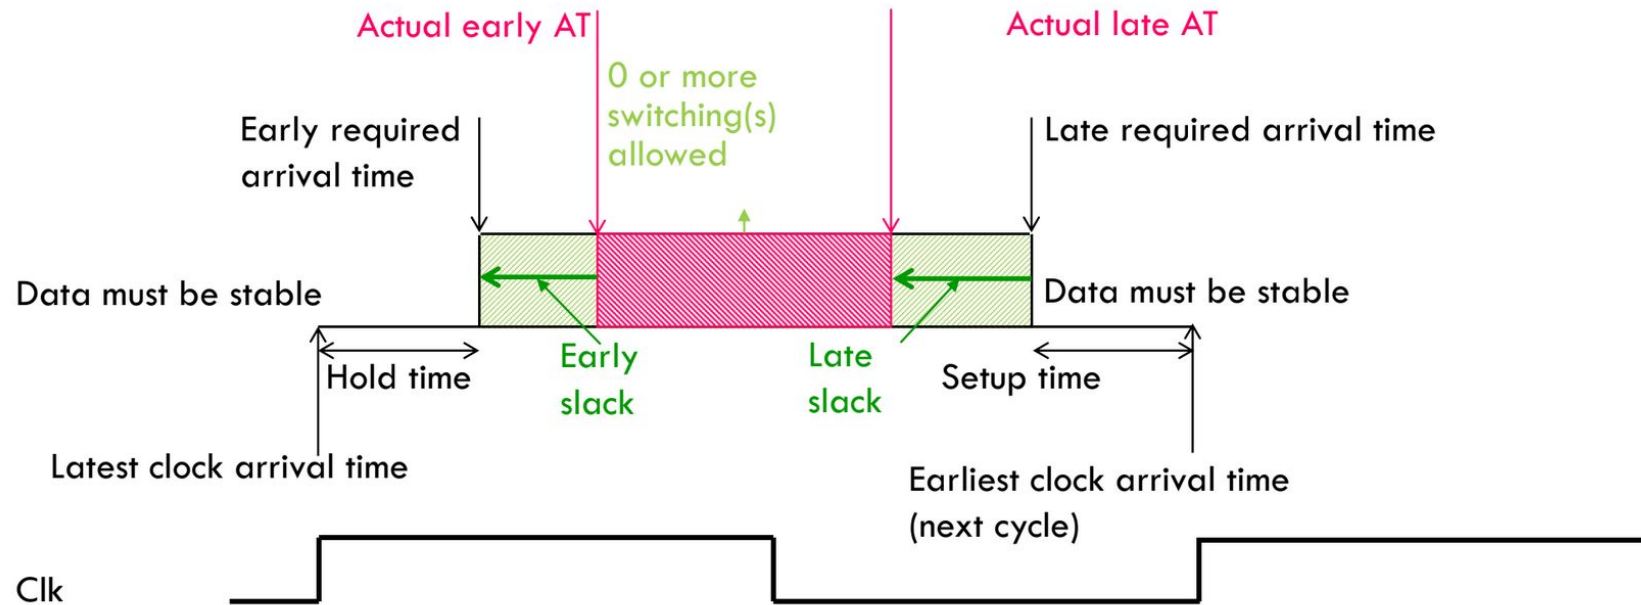 Actual early AT
Actual late AT
0 or more
switching(s)
allowed
Early required
arrival time
Late required arrival time
Data must be stable
Data must be stable
Hold time
Early
slack
Late
slack
Setup time
Latest clock arrival time
Earliest clock arrival time
(next cycle)
Clk